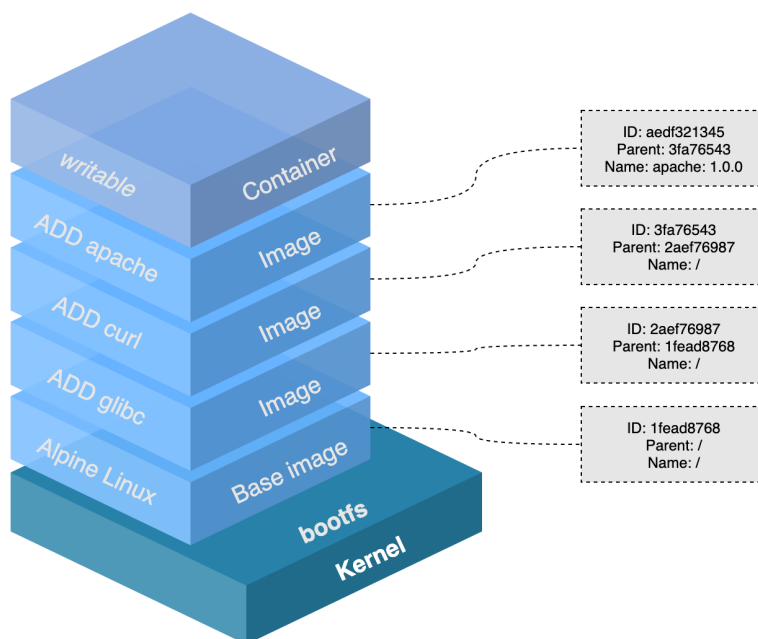 writable
Container
ADD apache
Image
ADD curl
Image
ADD glibc
Image
Alpine Linux
Base image
bootfs
Kernel
ID: aedf321345
Parent: 3fa76543
Name: apache: 1.0.0
ID: 3fa76543
Parent: 2aef76987
Name: /
ID: 2aef76987
Parent: 1fead8768
Name: /
ID: 1fead8768
Parent: /
Name: /